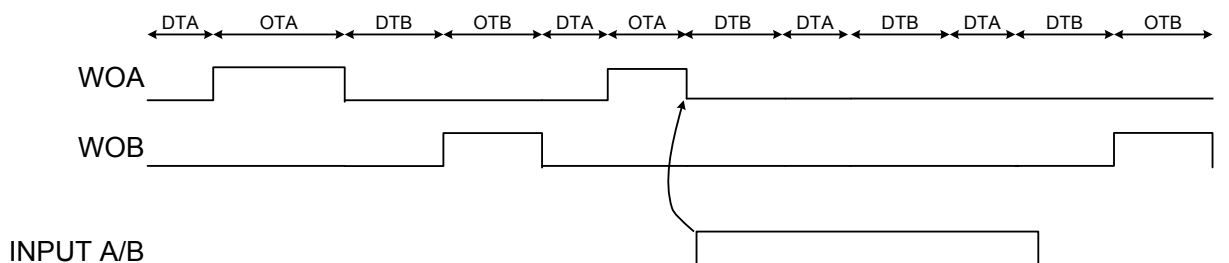 DTA OTA DTB OTB DTA OTA DTB DTA DTB DTA DTB OTB
WOA
WOB
INPUT A/B